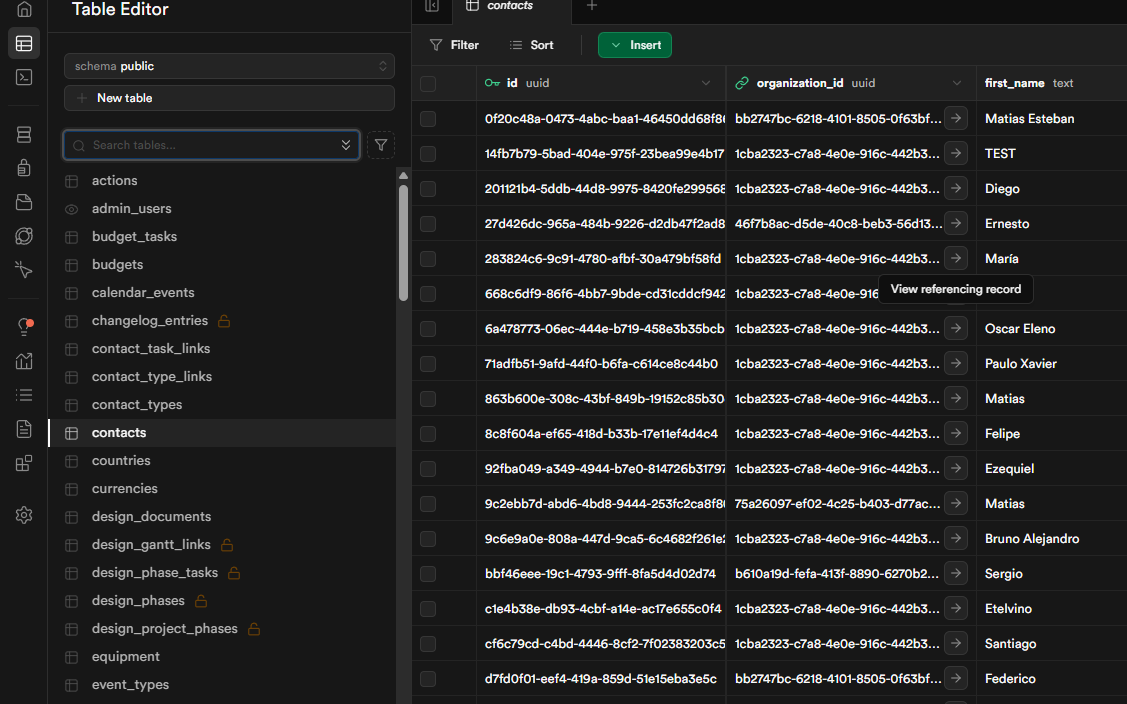 Table Editor
contacts
schema public
New table
Search tables...
Filter
Sort
Insert
id uuid
organization_id uuid
first_name text
actions
admin_users
budget_tasks
budgets
calendar_events
changelog_entries
contact_task_links
contact_type_links
contact_types
contacts
countries
currencies
design_documents
design_gantt_links
design_phase_tasks
design_phases
design_project_phases
equipment
event_types
0f20c48a-0473-4abc-baa1-46450dd68f8 bb2747bc-6218-4101-8505-0f63bf... Matias Esteban
14fb7b79-5bad-404e-975f-23bea99e4b17 1cba2323-c7a8-4e0e-916c-442b3... TEST
201121b4-5ddb-44d8-9975-8420fe299568 1cba2323-c7a8-4e0e-916c-442b3... Diego
27d426dc-965a-484b-9226-d2db47f2ad8 46f7b8ac-d5de-40c8-beb3-56d13... Ernesto
283824c6-9c91-4780-afbf-30a479bf58fd 1cba2323-c7a8-4e0e-916c-442b3... María
668c6df9-86f6-4bb7-9bde-cd31cddcf942 1cba2323-c7a8-4e0e-916
View referencing record
6a478773-06ec-444e-b719-458e3b35bcb 1cba2323-c7a8-4e0e-916c-442b3... Oscar Eleno
71adfb51-9afd-44f0-b6fa-c614ce8c44b0 1cba2323-c7a8-4e0e-916c-442b3... Paulo Xavier
863b600e-308c-43bf-849b-19152c85b30 1cba2323-c7a8-4e0e-916c-442b3... Matias
8c8f604a-ef65-418d-b33b-17e11ef4d4c4 1cba2323-c7a8-4e0e-916c-442b3... Felipe
92fba049-a349-4944-b7e0-814726b31797 1cba2323-c7a8-4e0e-916c-442b3... Ezequiel
9c2ebb7d-abd6-4bd8-9444-253fc2ca8f8 75a26097-ef02-4c25-b403-d77ac... Matias
9c6e9a0e-808a-447d-9ca5-6c4682f261e2 1cba2323-c7a8-4e0e-916c-442b3... Bruno Alejandro
bbf46eee-19c1-4793-9fff-8fa5d4d02d74 b610a19d-fefa-413f-8890-6270b2... Sergio
c1e4b38e-db93-4cbf-a14e-ac17e655c0f4 1cba2323-c7a8-4e0e-916c-442b3... Etelvino
cf6c79cd-c4bd-4446-8cf2-7f02383203c5 1cba2323-c7a8-4e0e-916c-442b3... Santiago
d7fd0f01-eef4-419a-859d-51e15eba3e5c bb2747bc-6218-4101-8505-0f63bf... Federico